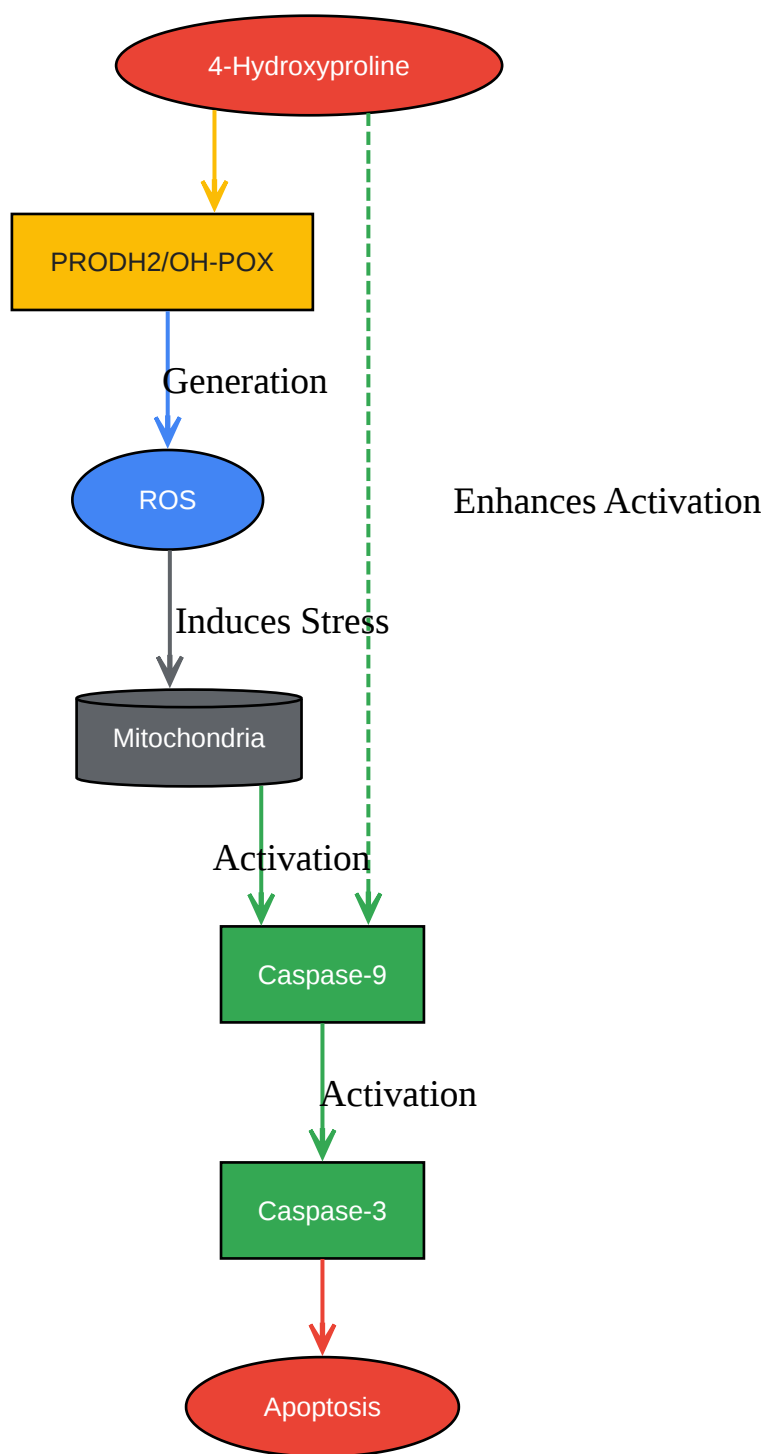 4-Hydroxyproline
PRODH2/OH-POX
Generation
ROS
Enhances Activation
Induces Stress
Mitochondria
Activation
Caspase-9
Activation
Caspase-3
Apoptosis